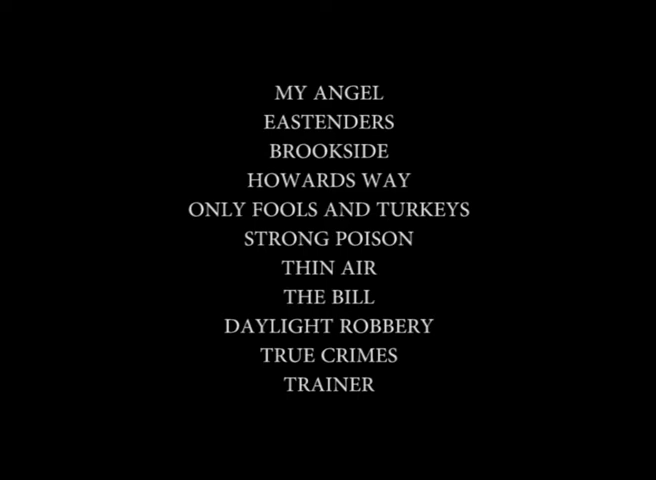 MY ANGEL
EASTENDERS
BROOKSIDE
HOWARDS WAY
ONLY FOOLS AND TURKEYS
STRONG POISON
THIN AIR
THE BILL
DAYLIGHT ROBBERY
TRUE CRIMES
TRAINER